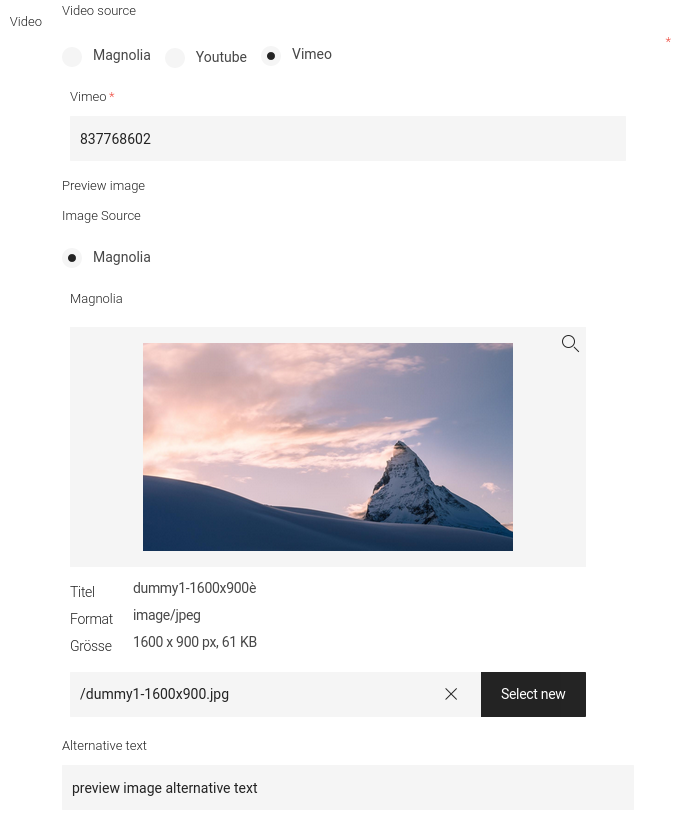 Video
Video source
*
Magnolia Youtube Vimeo
Vimeo *
837768602
Preview image
Image Source
Magnolia
Magnolia
Titel dummy1-1600x900è
Format image/jpeg
Grösse 1600 x 900 px, 61 KB
/dummy1-1600x900.jpg Select new
Alternative text
preview image alternative text